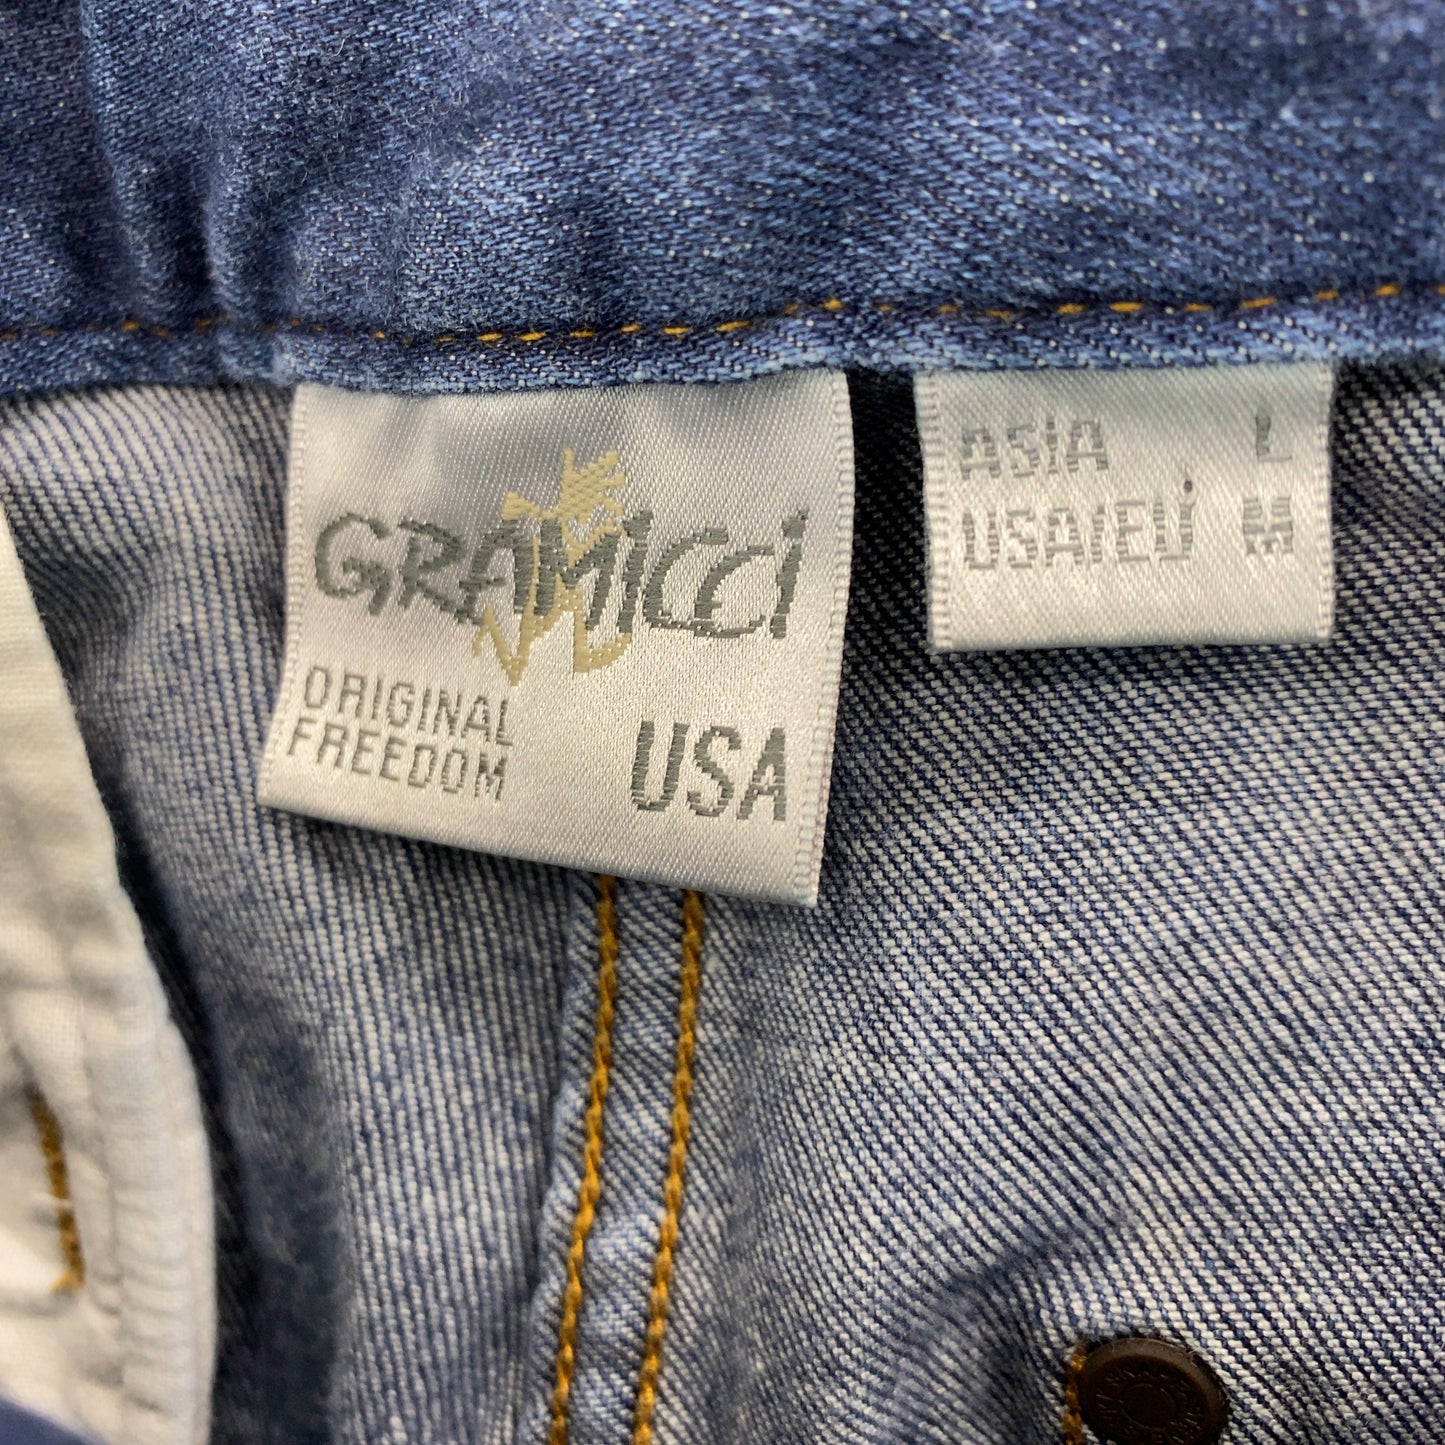 GRAMICCI
ORIGINAL
FREEDOM
USA
ASIA L
USA/EU M